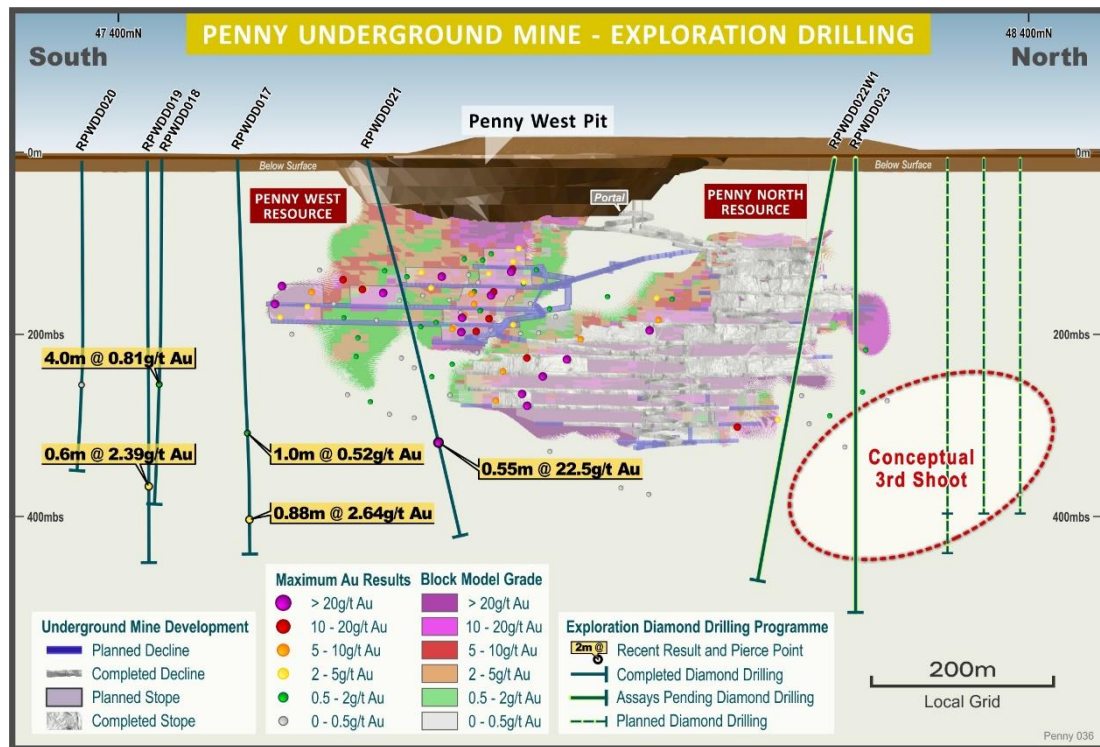 47 400mN
48 400mN
PENNY UNDERGROUND MINE - EXPLORATION DRILLING
South
North
RPWDD020
RPWDD019
RPWDD018
RPWDD017
RPWDD021
Penny West Pit
RPWDD022W1
RPWDD023
0m
Below Surface
Below Surface
0m
PENNY WEST
RESOURCE
Portal
PENNY NORTH
RESOURCE
200mbs
200mbs
4.0m @ 0.81g/t Au
0.6m @ 2.39g/t Au
1.0m @ 0.52g/t Au
0.55m @ 22.5g/t Au
0.88m @ 2.64g/t Au
Conceptual
3rd Shoot
400mbs
400mbs
Underground Mine Development
Planned Decline
Completed Decline
Planned Stope
Completed Stope
Maximum Au Results
> 20g/t Au
10 - 20g/t Au
5 - 10g/t Au
2 - 5g/t Au
0.5 - 2g/t Au
0 - 0.5g/t Au
Block Model Grade
> 20g/t Au
10 - 20g/t Au
5 - 10g/t Au
2 - 5g/t Au
0.5 - 2g/t Au
0 - 0.5g/t Au
Exploration Diamond Drilling Programme
2m @
Recent Result and Pierce Point
Completed Diamond Drilling
Assays Pending Diamond Drilling
Planned Diamond Drilling
200m
Local Grid
Penny 036